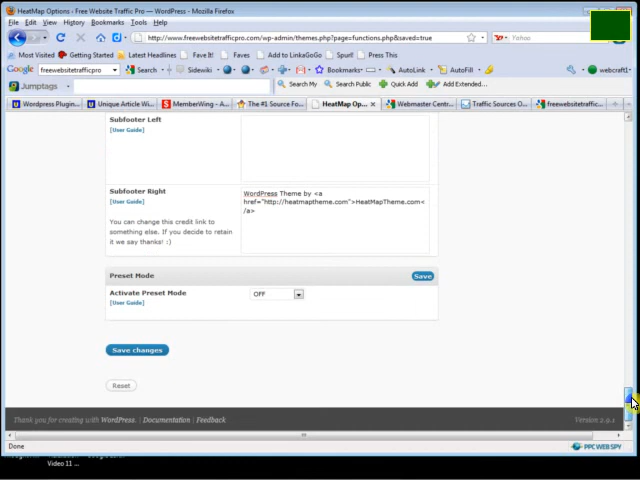 HeatMap Options - Free Website Traffic Pro — WordPress - Mozilla Firefox
File Edit View History Bookmarks Tools Help
http://www.freewebsitetrafficpro.com/wp-admin/themes.php?page=functions.php&saved=true
Yahoo
Most Visited Getting Started Latest Headlines Fave It! Faves Add to LinkaGoGo Spurl! Press This
Google freewebsitetrafficpro Search Sidewiki Bookmarks AutoLink AutoFill webcraft1
Jumptags Search My Search Public Quick Add Add Extended...
Wordpress Plugin... Unique Article Wi... MemberWing - A... The #1 Source Fo... HeatMap Op... Webmaster Centr... Traffic Sources O... freewebsitetraffic...
Subfooter Left
[User Guide]
Subfooter Right
[User Guide]
You can change this credit link to
something else. If you decide to retain
it we say thanks! :)
WordPress Theme by <a
href="http://heatmaptheme.com">HeatMapTheme.com<
/a>
Preset Mode Save
Activate Preset Mode OFF
[User Guide]
Save changes
Reset
Thank you for creating with WordPress. | Documentation | Feedback Version 2.9.1
Done PPC WEB SPY
Video 11 ...